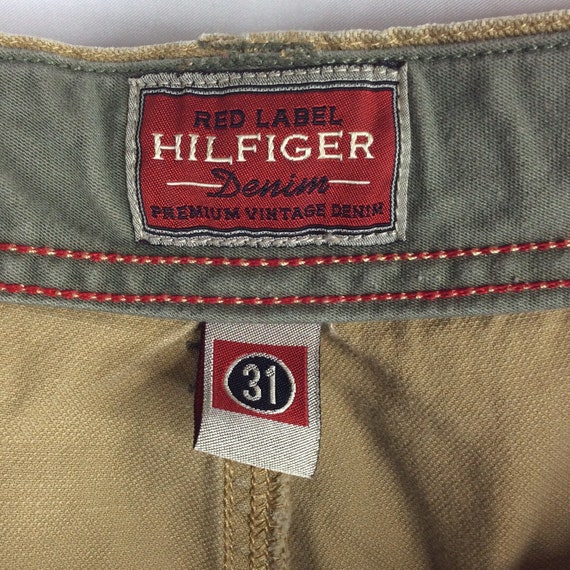 RED LABEL
HILFIGER
Denim
PREMIUM VINTAGE DENIM
31